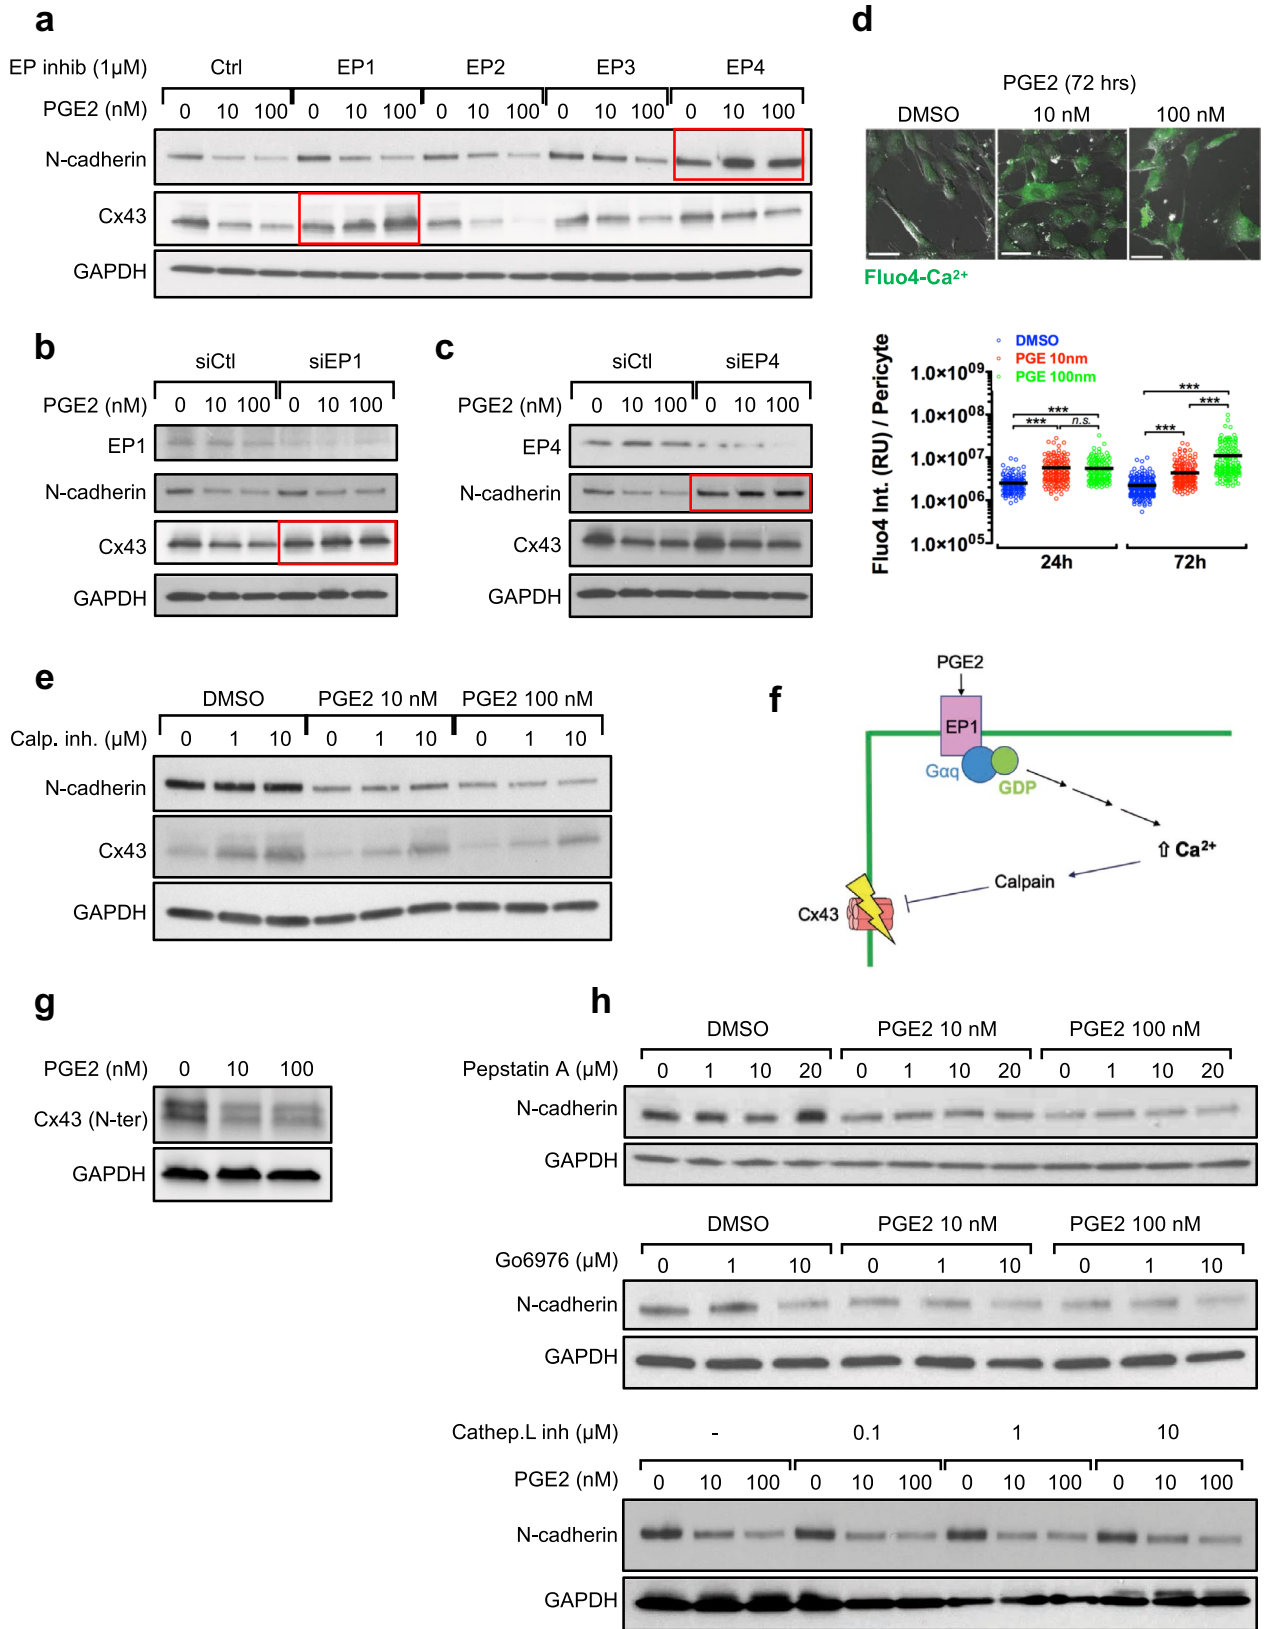 a
EP inhib (1µM) Ctrl EP1 EP2 EP3 EP4
PGE2 (nM) 0 10 100 0 10 100 0 10 100 0 10 100 0 10 100
N-cadherin
Cx43
GAPDH
d
PGE2 (72 hrs)
DMSO 10 nM 100 nM
Fluo4-Ca²⁺
DMSO
PGE 10nm
PGE 100nm
Fluo4 Int. (RU) / Pericyte
1.0×10⁰⁹
1.0×10⁰⁸
1.0×10⁰⁷
1.0×10⁰⁶
1.0×10⁰⁵
*** *** n.s. *** *** ***
24h 72h
b
siCtl siEP1
PGE2 (nM) 0 10 100 0 10 100
EP1
N-cadherin
Cx43
GAPDH
c
siCtl siEP4
PGE2 (nM) 0 10 100 0 10 100
EP4
N-cadherin
Cx43
GAPDH
e
DMSO PGE2 10 nM PGE2 100 nM
Calp. inh. (µM) 0 1 10 0 1 10 0 1 10
N-cadherin
Cx43
GAPDH
f
PGE2
EP1
Gαq
GDP
⇧ Ca²⁺
Calpain
Cx43
g
PGE2 (nM) 0 10 100
Cx43 (N-ter)
GAPDH
h
DMSO PGE2 10 nM PGE2 100 nM
Pepstatin A (µM) 0 1 10 20 0 1 10 20 0 1 10 20
N-cadherin
GAPDH
DMSO PGE2 10 nM PGE2 100 nM
Go6976 (µM) 0 1 10 0 1 10 0 1 10
N-cadherin
GAPDH
Cathep.L inh (µM) - 0.1 1 10
PGE2 (nM) 0 10 100 0 10 100 0 10 100 0 10 100
N-cadherin
GAPDH